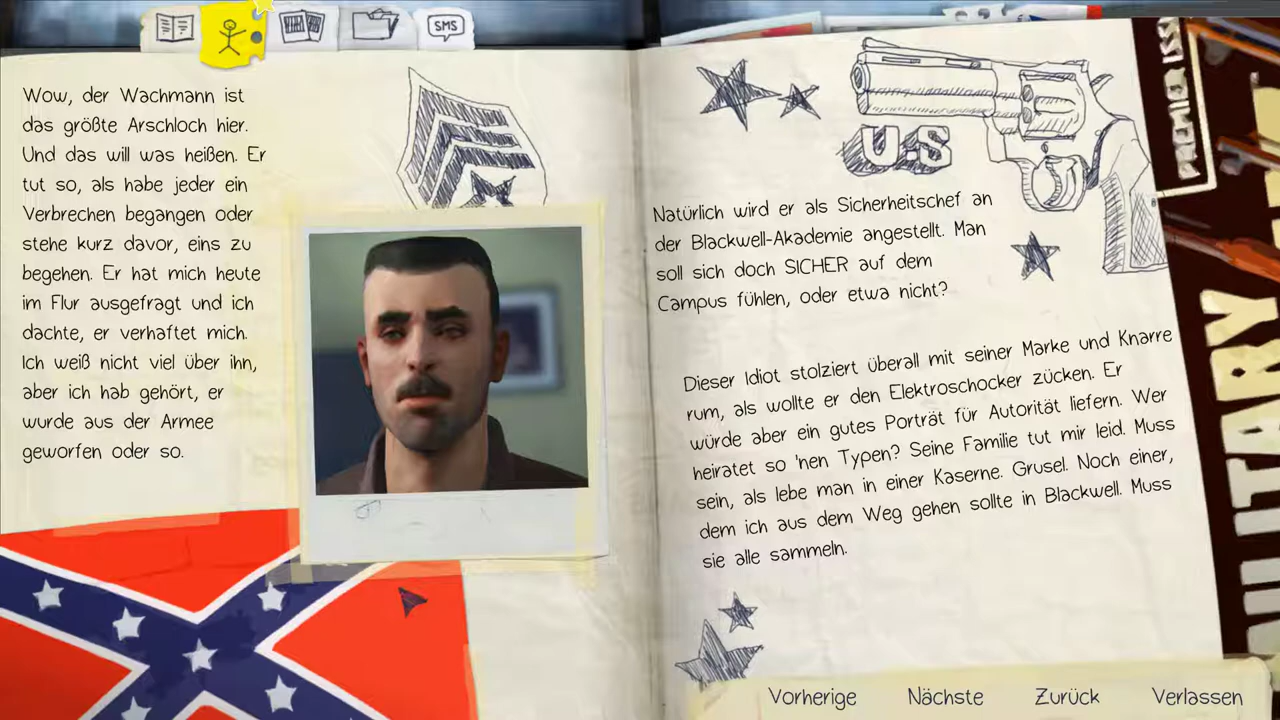 SMS
Wow, der Wachmann ist
das größte Arschloch hier.
Und das will was heißen. Er
tut so, als habe jeder ein
Verbrechen begangen oder
stehe kurz davor, eins zu
begehen. Er hat mich heute
im Flur ausgefragt und ich
dachte, er verhaftet mich.
Ich weiß nicht viel über ihn,
aber ich hab gehört, er
wurde aus der Armee
geworfen oder so.
U.S
Natürlich wird er als Sicherheitschef an
der Blackwell-Akademie angestellt. Man
soll sich doch SICHER auf dem
Campus fühlen, oder etwa nicht?
Dieser Idiot stolziert überall mit seiner Marke und Knarre
rum, als wollte er den Elektroschocker zücken. Er
würde aber ein gutes Porträt für Autorität liefern. Wer
heiratet so 'nen Typen? Seine Familie tut mir leid. Muss
sein, als lebe man in einer Kaserne. Grusel. Noch einer,
dem ich aus dem Weg gehen sollte in Blackwell. Muss
sie alle sammeln.
PREMIER
MILITARY
Vorherige Nächste Zurück Verlassen